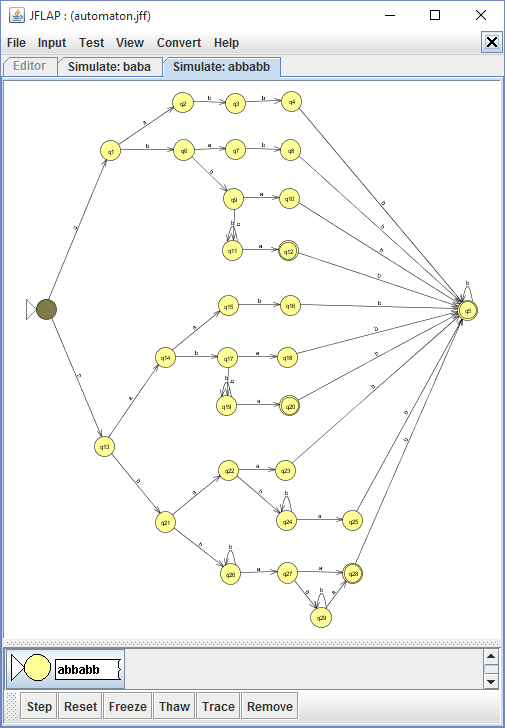 JFLAP : (automaton.jff)
File Input Test View Convert Help
Editor Simulate: baba Simulate: abbabb
q2 b q3 b q4
a
q1 b q6 a q7 b q8
b
q9 a q10
b
a b
b
q11 a q12
b
b
q5
q15 b q16 b
a
b
q14 b q17 a q18
b
b
a
q19 a q20
b
q13
b
q22 a q23
a b
b
q24 a q25
q21
b
b
q26 a q27 a q28
b b a
q29
abbabb
Step Reset Freeze Thaw Trace Remove